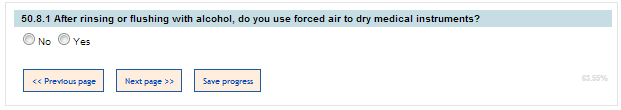 50.8.1 After rinsing or flushing with alcohol, do you use forced air to dry medical instruments?
No Yes
<< Previous page Next page >> Save progress 63.55%